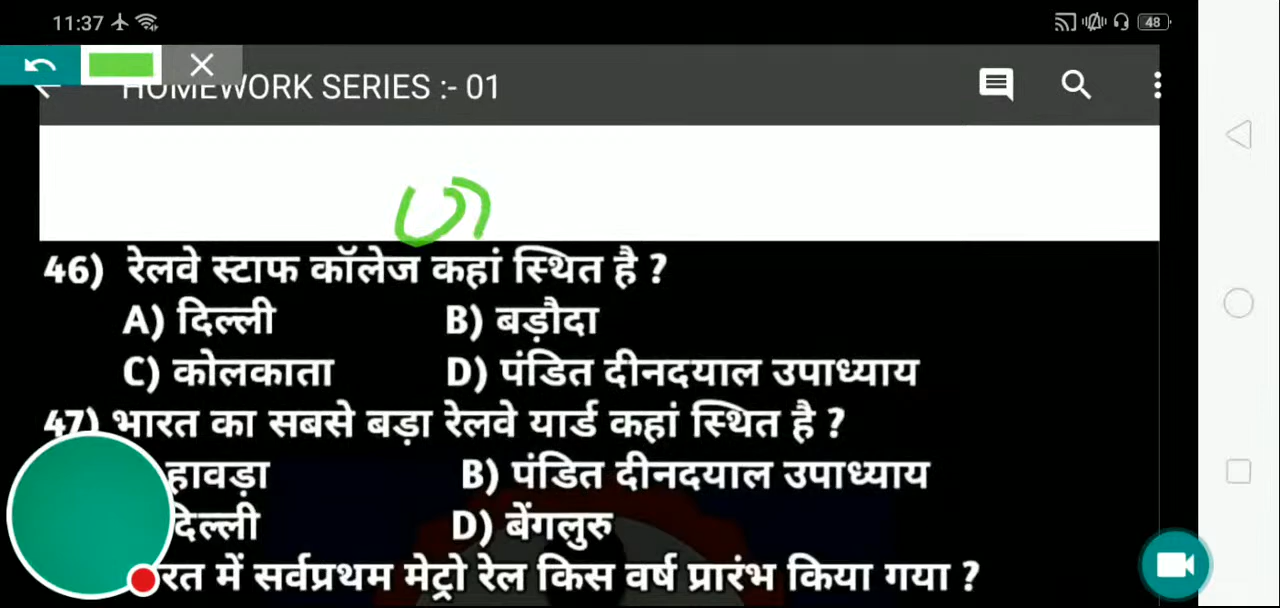 11:37
48
HOMEWORK SERIES :- 01
46) रेलवे स्टाफ कॉलेज कहां स्थित है ?
A) दिल्ली B) बड़ौदा
C) कोलकाता D) पंडित दीनदयाल उपाध्याय
47) भारत का सबसे बड़ा रेलवे यार्ड कहां स्थित है ?
हावड़ा B) पंडित दीनदयाल उपाध्याय
दिल्ली D) बेंगलुरु
रत में सर्वप्रथम मेट्रो रेल किस वर्ष प्रारंभ किया गया ?